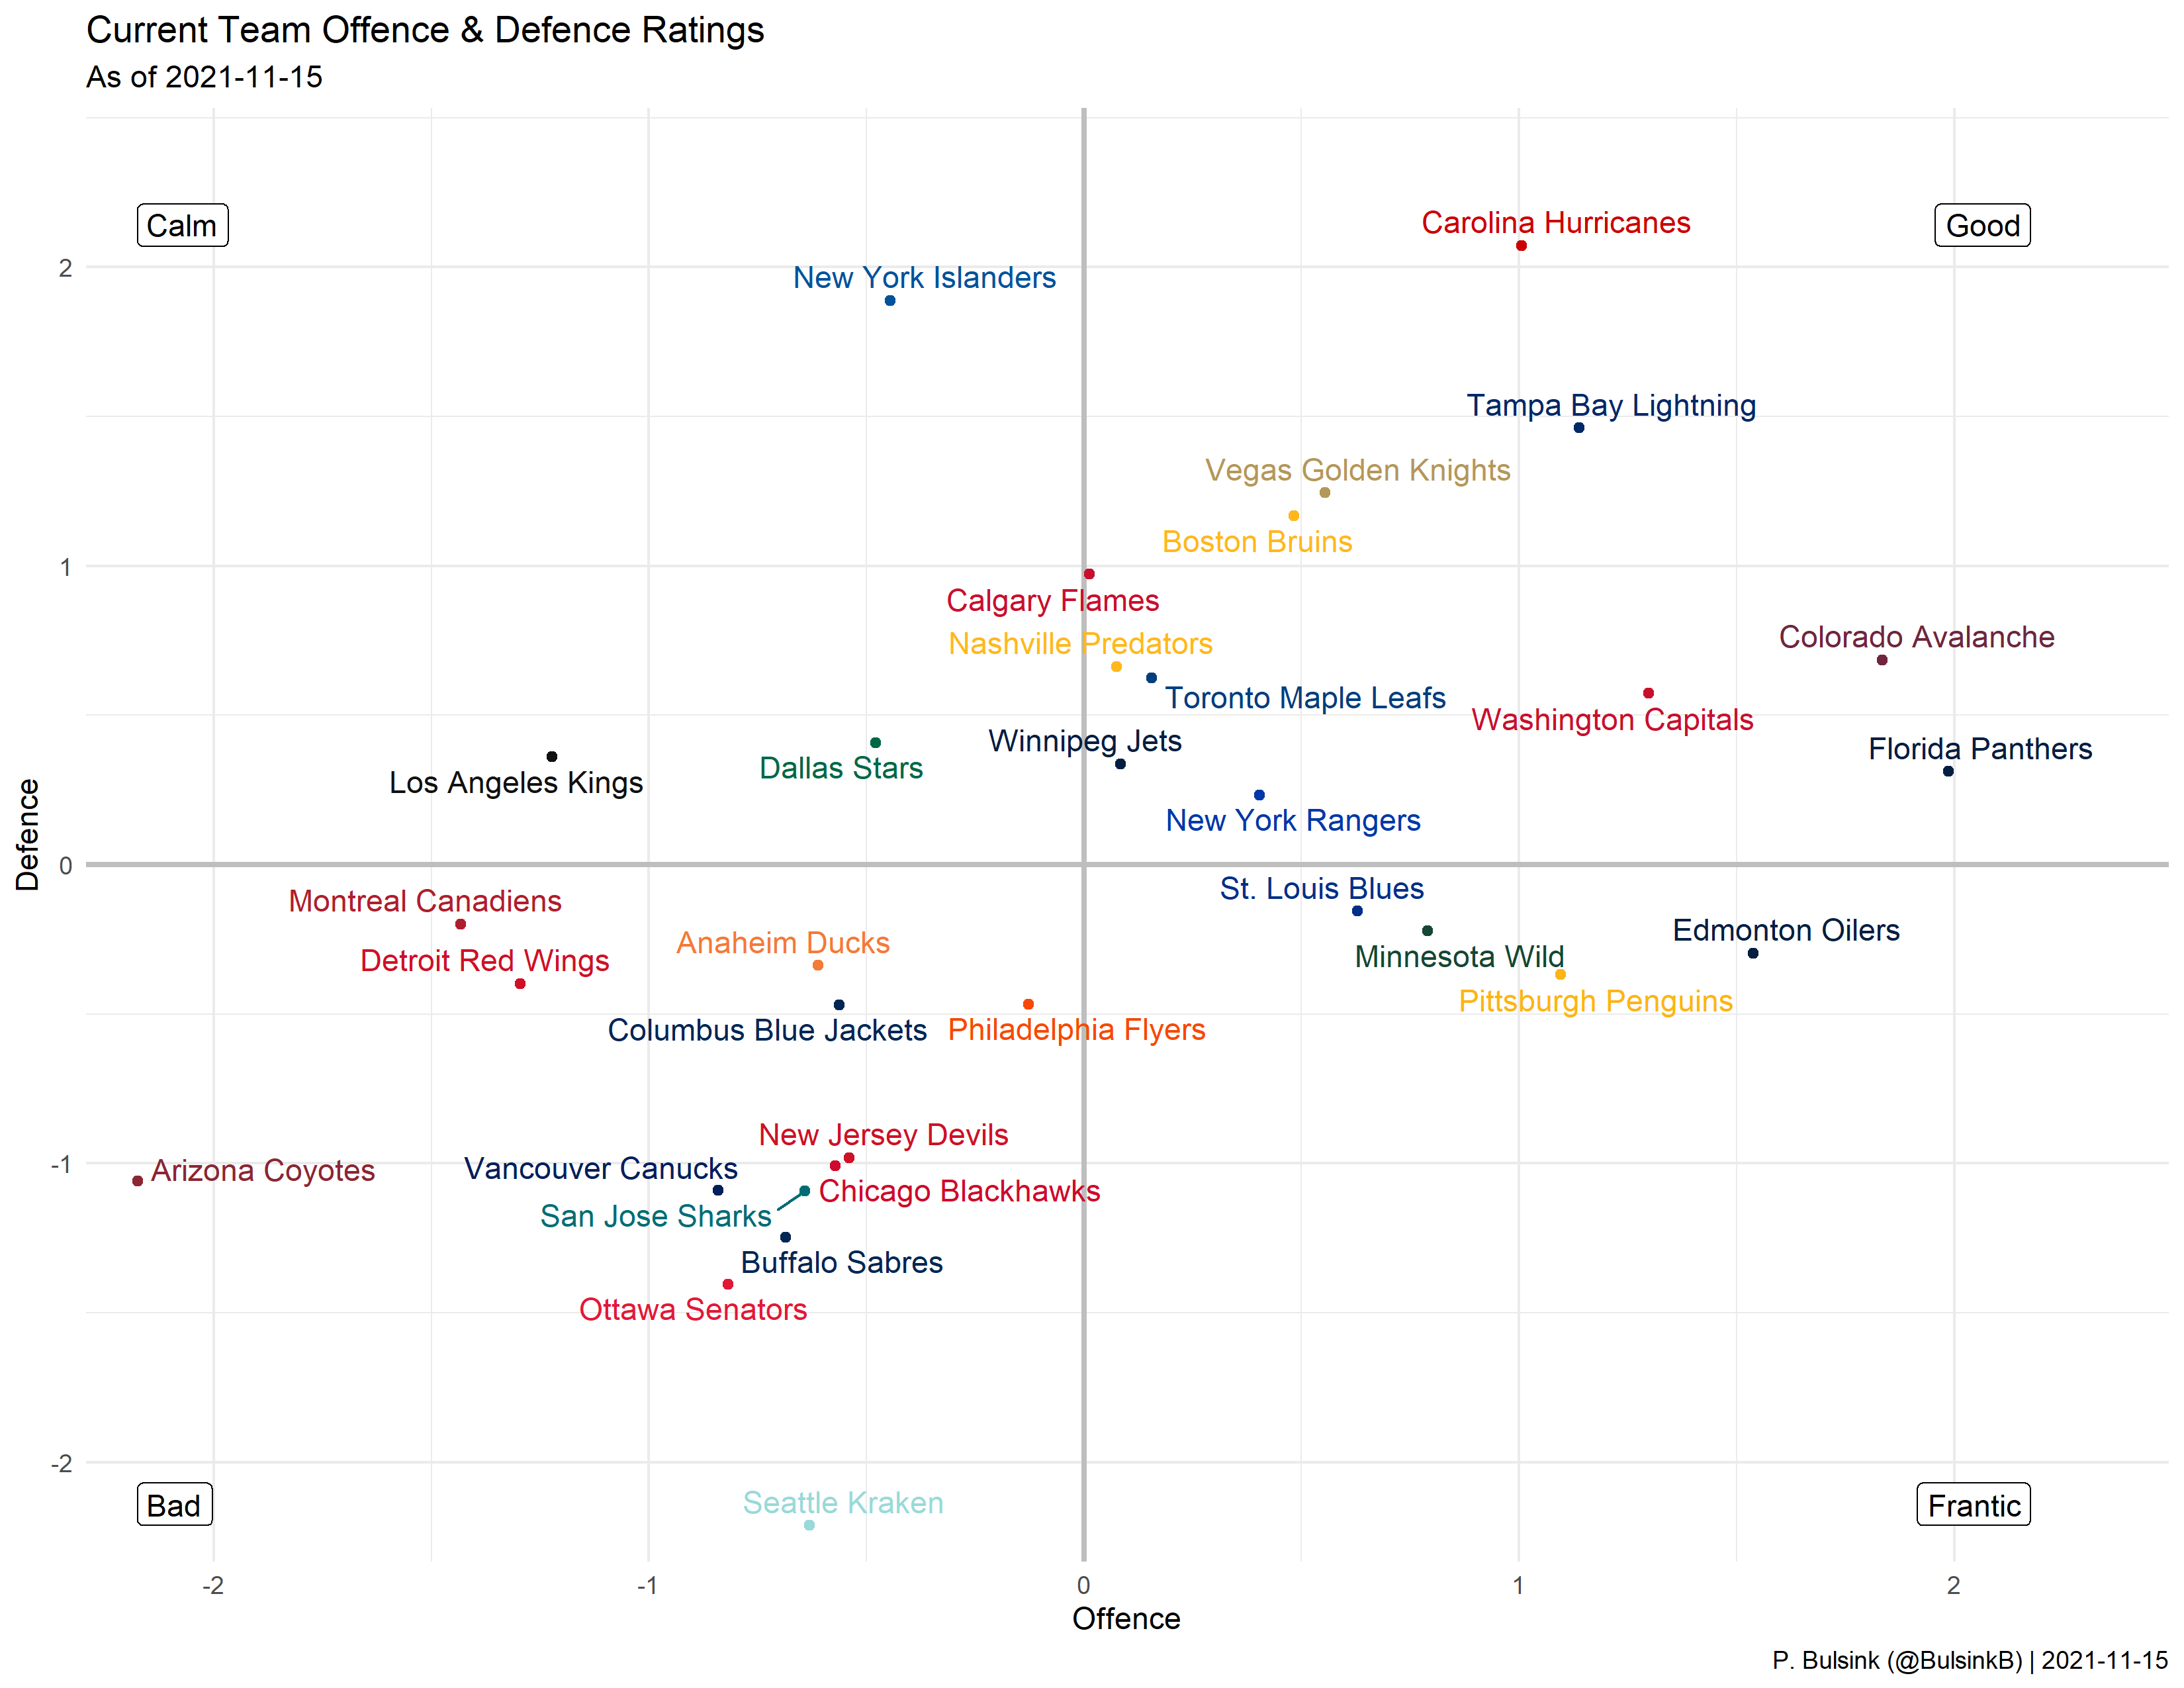 Current Team Offence & Defence Ratings
As of 2021-11-15
Calm
Carolina Hurricanes
Good
2
New York Islanders
Tampa Bay Lightning
Vegas Golden Knights
Boston Bruins
1
Calgary Flames
Nashville Predators
Colorado Avalanche
Toronto Maple Leafs
Washington Capitals
Winnipeg Jets
Florida Panthers
Dallas Stars
Los Angeles Kings
New York Rangers
Defence
0
St. Louis Blues
Montreal Canadiens
Edmonton Oilers
Anaheim Ducks
Minnesota Wild
Detroit Red Wings
Pittsburgh Penguins
Columbus Blue Jackets
Philadelphia Flyers
New Jersey Devils
-1
Arizona Coyotes
Vancouver Canucks
Chicago Blackhawks
San Jose Sharks
Buffalo Sabres
Ottawa Senators
-2
Bad
Seattle Kraken
Frantic
-2
-1
0
1
2
Offence
P. Bulsink (@BulsinkB) | 2021-11-15